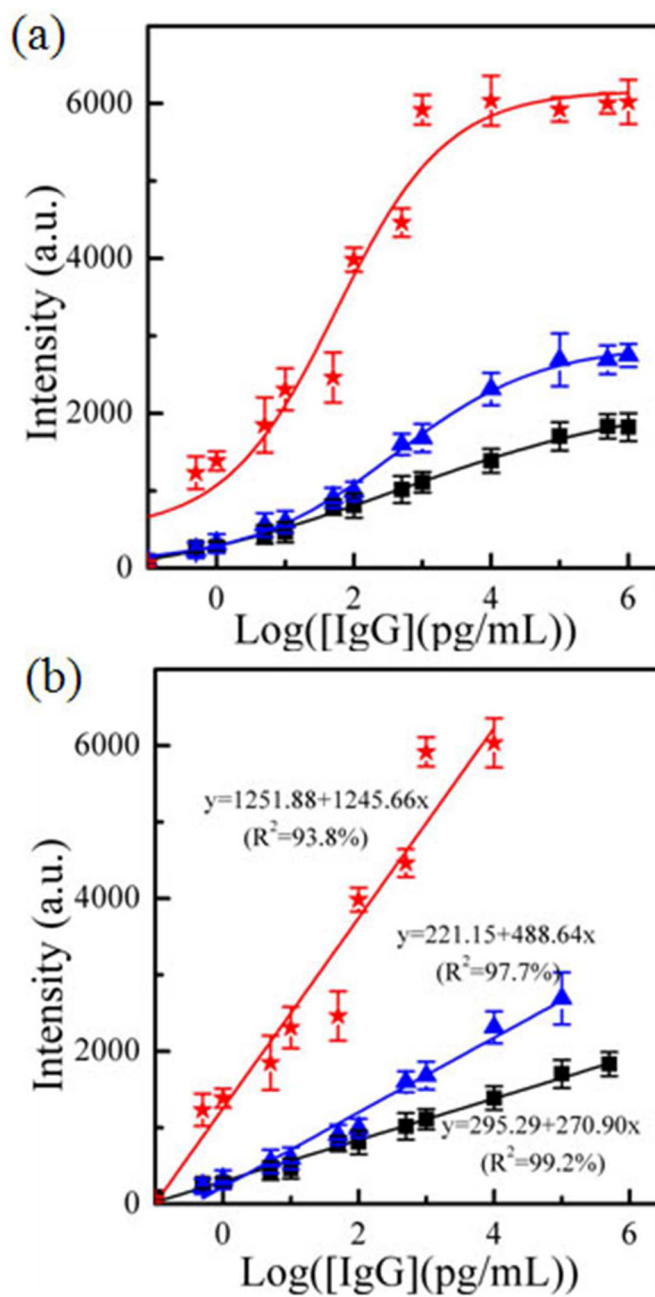 (a)
6000
4000
2000
0
Intensity (a.u.)
0 2 4 6
Log([IgG](pg/mL))
(b)
6000
4000
2000
0
Intensity (a.u.)
y=1251.88+1245.66x
(R²=93.8%)
y=221.15+488.64x
(R²=97.7%)
y=295.29+270.90x
(R²=99.2%)
0 2 4 6
Log([IgG](pg/mL))